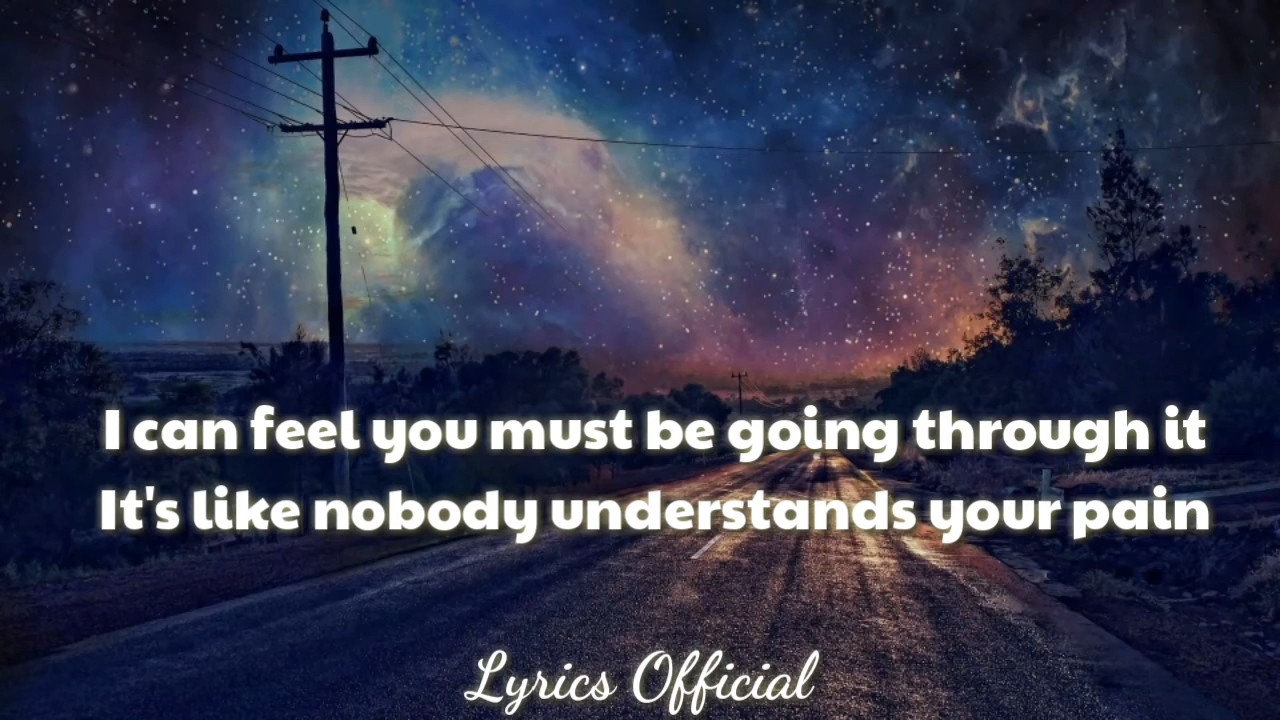 I can feel you must be going through it
It's like nobody understands your pain
Lyrics Official